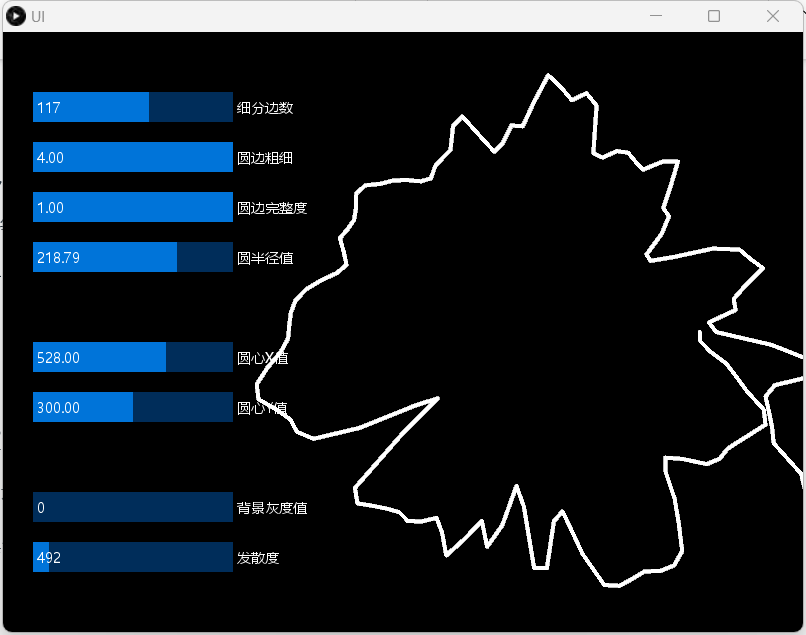 UI
117 细分边数
4.00 圆边粗细
1.00 圆边完整度
218.79 圆半径值
528.00 圆心X值
300.00 圆心Y值
0 背景灰度值
492 发散度